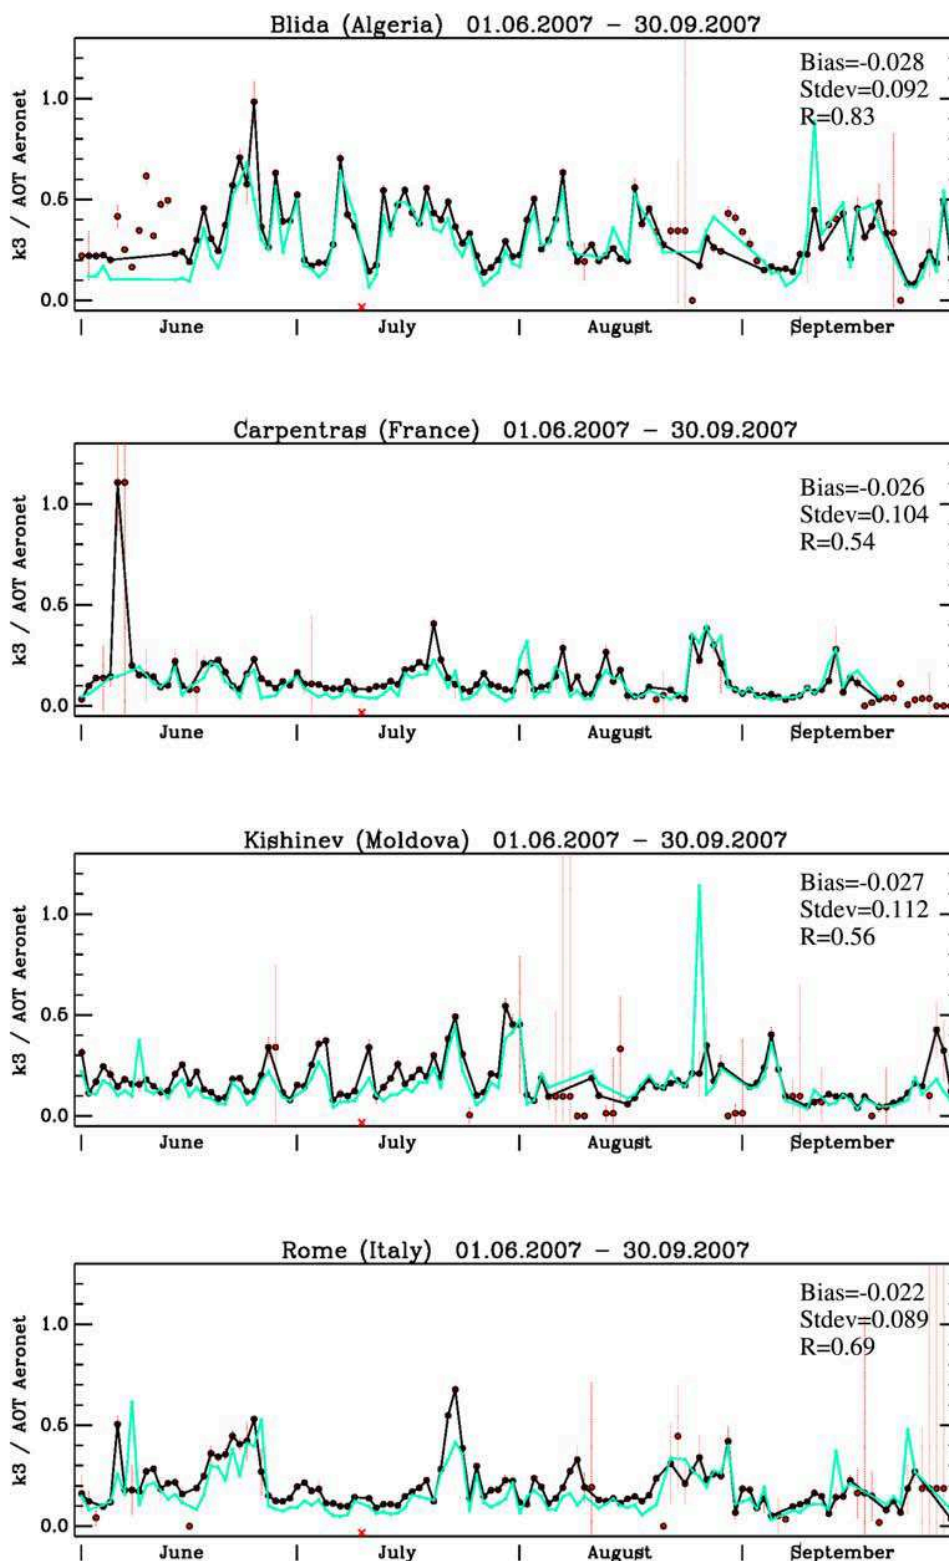 Blida (Algeria) 01.06.2007 – 30.09.2007
Bias=-0.028
Stdev=0.092
R=0.83
1.0
0.5
0.0
k3 / AOT Aeronet
| June | July | August | September
Carpentras (France) 01.06.2007 – 30.09.2007
Bias=-0.026
Stdev=0.104
R=0.54
1.0
0.5
0.0
k3 / AOT Aeronet
| June | July | August | September
Kishinev (Moldova) 01.06.2007 – 30.09.2007
Bias=-0.027
Stdev=0.112
R=0.56
1.0
0.5
0.0
k3 / AOT Aeronet
| June | July | August | September
Rome (Italy) 01.06.2007 – 30.09.2007
Bias=-0.022
Stdev=0.089
R=0.69
1.0
0.5
0.0
k3 / AOT Aeronet
| June | July | August | September